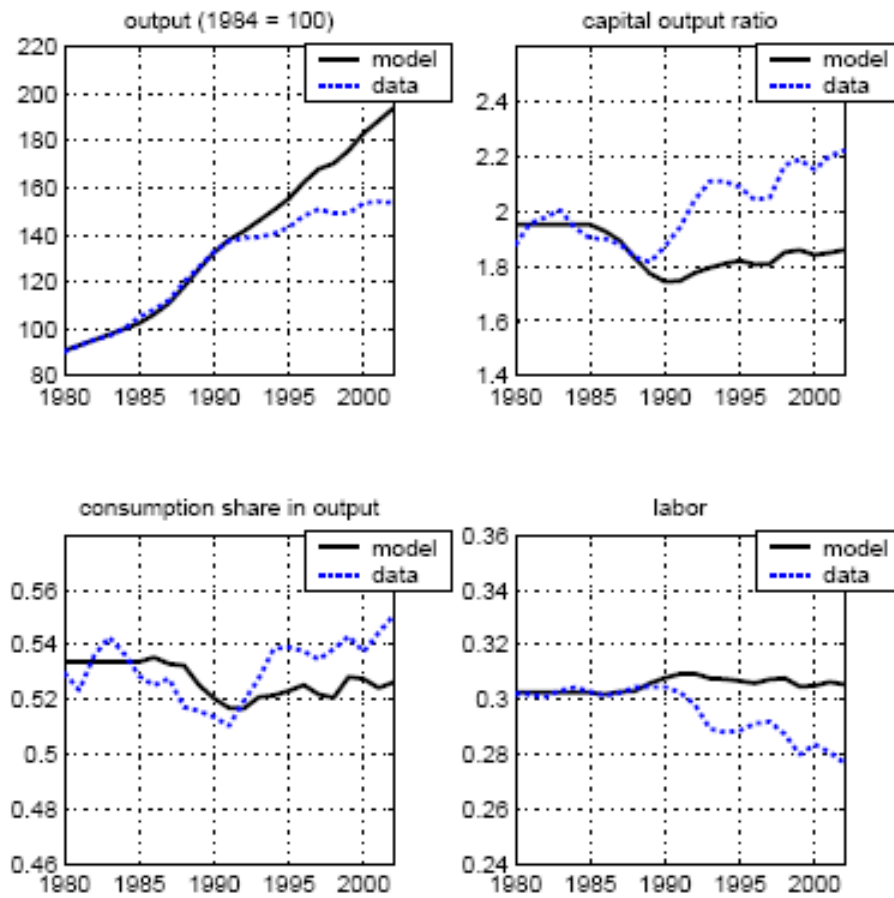 output (1984 = 100)
model
data
220
200
180
160
140
120
100
80
1980 1985 1990 1995 2000
capital output ratio
model
data
2.4
2.2
2
1.8
1.6
1.4
1980 1985 1990 1995 2000
consumption share in output
model
data
0.56
0.54
0.52
0.5
0.48
0.46
1980 1985 1990 1995 2000
labor
model
data
0.36
0.34
0.32
0.3
0.28
0.26
0.24
1980 1985 1990 1995 2000